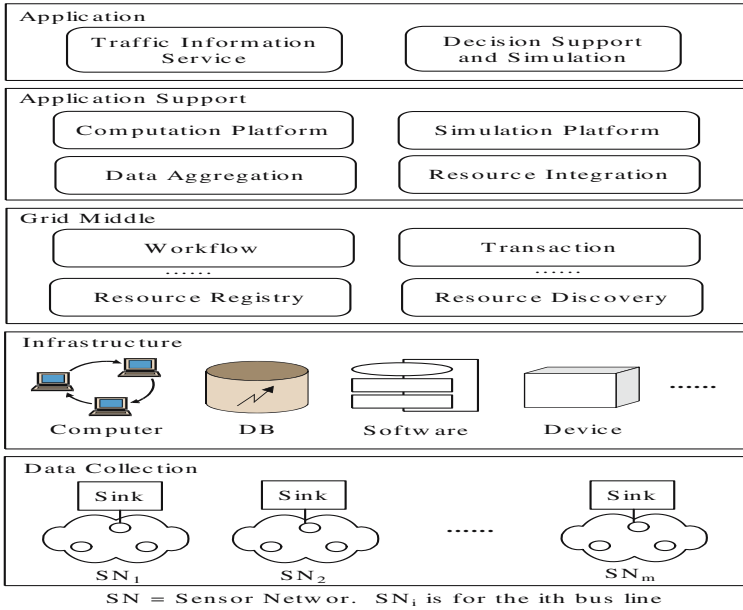 Application
Traffic Information Service
Decision Support and Simulation
Application Support
Computation Platform
Simulation Platform
Data Aggregation
Resource Integration
Grid Middle
Workflow
Transaction
......
......
Resource Registry
Resource Discovery
Infrastructure
......
Computer
DB
Software
Device
Data Collection
Sink
Sink
......
Sink
SN₁
SN₂
SNₘ
SN = Sensor Networ. SNᵢ is for the ith bus line